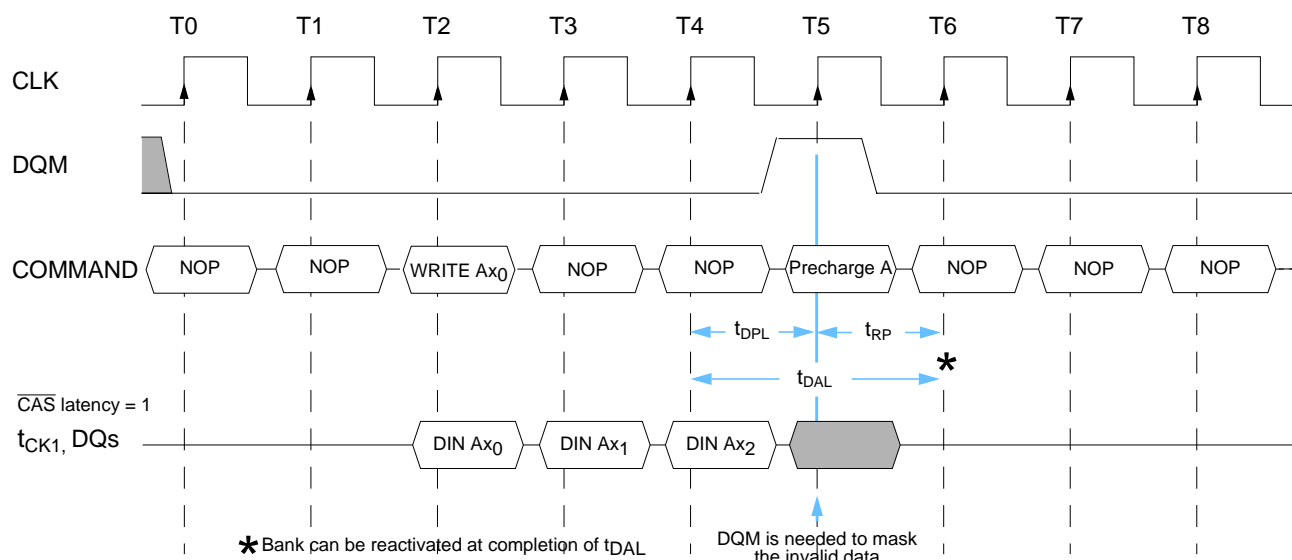 T0 T1 T2 T3 T4 T5 T6 T7 T8
CLK
DQM
COMMAND NOP NOP WRITE Ax0 NOP NOP Precharge A NOP NOP NOP
tDPL tRP
*
tDAL
CAS latency = 1
tCK1, DQs DIN Ax0 DIN Ax1 DIN Ax2
* Bank can be reactivated at completion of tDAL
DQM is needed to mask
the invalid data